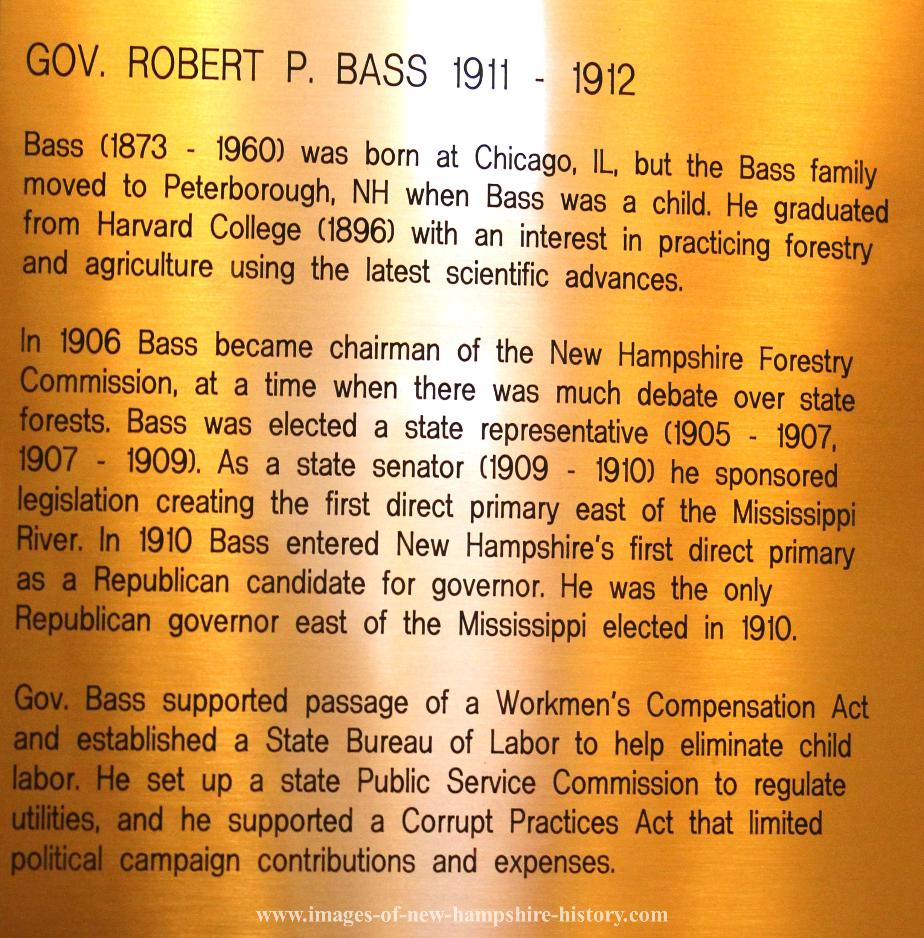 GOV. ROBERT P. BASS 1911 - 1912
Bass (1873 - 1960) was born at Chicago, IL, but the Bass family
moved to Peterborough, NH when Bass was a child. He graduated
from Harvard College (1896) with an interest in practicing forestry
and agriculture using the latest scientific advances.
In 1906 Bass became chairman of the New Hampshire Forestry
Commission, at a time when there was much debate over state
forests. Bass was elected a state representative (1905 - 1907,
1907 - 1909). As a state senator (1909 - 1910) he sponsored
legislation creating the first direct primary east of the Mississippi
River. In 1910 Bass entered New Hampshire's first direct primary
as a Republican candidate for governor. He was the only
Republican governor east of the Mississippi elected in 1910.
Gov. Bass supported passage of a Workmen's Compensation Act
and established a State Bureau of Labor to help eliminate child
labor. He set up a state Public Service Commission to regulate
utilities, and he supported a Corrupt Practices Act that limited
political campaign contributions and expenses.
www.images-of-new-hampshire-history.com